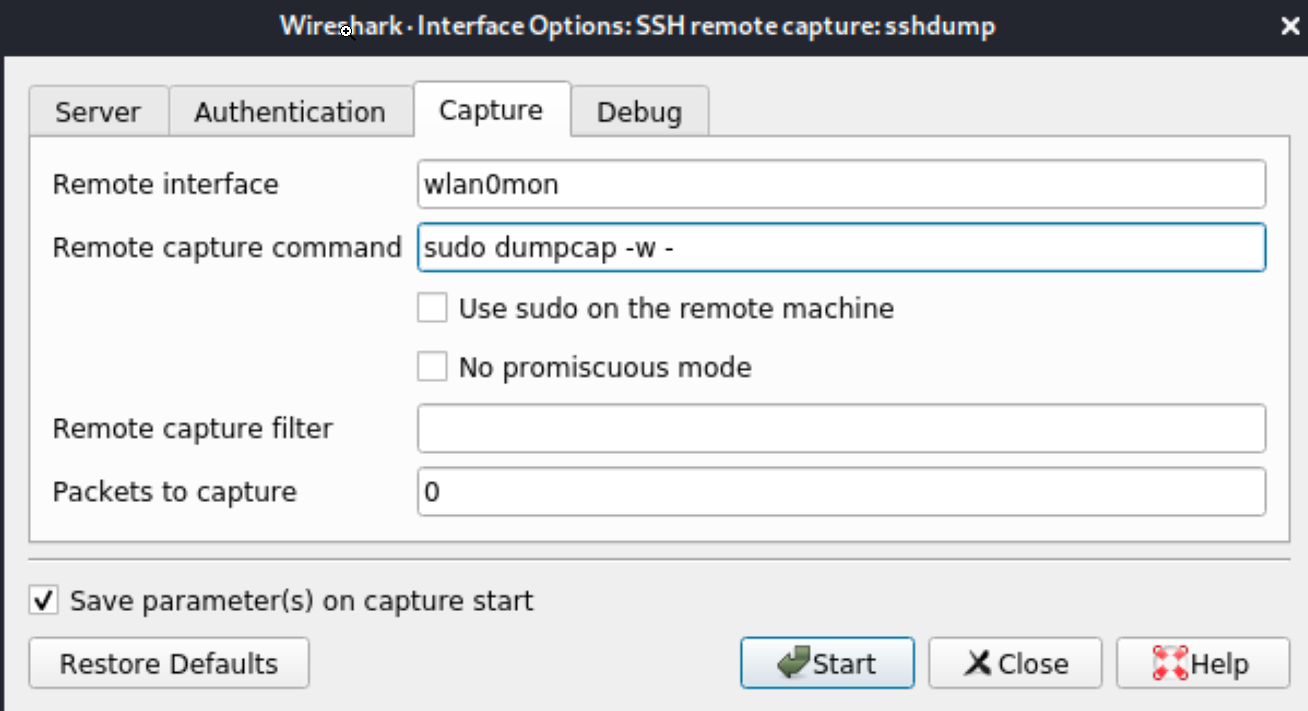 Wireshark · Interface Options: SSH remote capture: sshdump
Server Authentication Capture Debug
Remote interface wlan0mon
Remote capture command sudo dumpcap -w -
Use sudo on the remote machine
No promiscuous mode
Remote capture filter
Packets to capture 0
Save parameter(s) on capture start
Restore Defaults Start Close Help